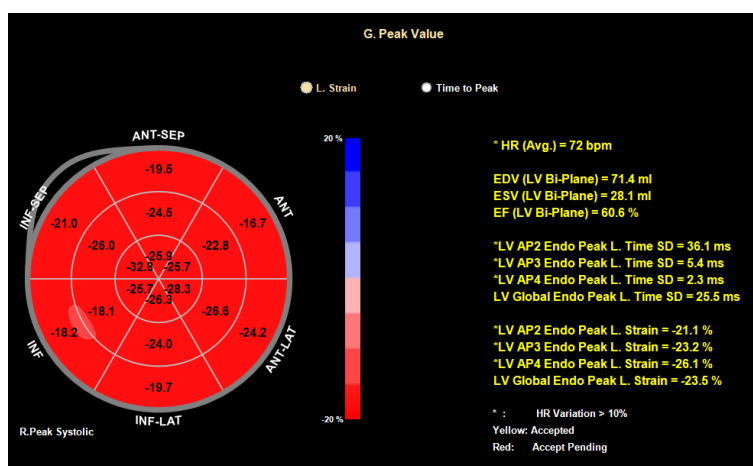 G. Peak Value
L. Strain
Time to Peak
ANT-SEP
20 %
* HR (Avg.) = 72 bpm
-19.5
EDV (LV Bi-Plane) = 71.4 ml
ESV (LV Bi-Plane) = 28.1 ml
EF (LV Bi-Plane) = 60.6 %
INF-SEP
ANT
-21.0
-24.5
-16.7
-26.0
-22.8
-25.9
-32.8
-25.7
*LV AP2 Endo Peak L. Time SD = 36.1 ms
*LV AP3 Endo Peak L. Time SD = 5.4 ms
*LV AP4 Endo Peak L. Time SD = 2.3 ms
LV Global Endo Peak L. Time SD = 25.5 ms
-25.7
-28.3
-26.3
-18.1
-26.6
-18.2
-24.2
-24.0
*LV AP2 Endo Peak L. Strain = -21.1 %
*LV AP3 Endo Peak L. Strain = -23.2 %
*LV AP4 Endo Peak L. Strain = -26.1 %
LV Global Endo Peak L. Strain = -23.5 %
INF
ANT-LAT
-19.7
INF-LAT
-20 %
R.Peak Systolic
* : HR Variation > 10%
Yellow: Accepted
Red: Accept Pending